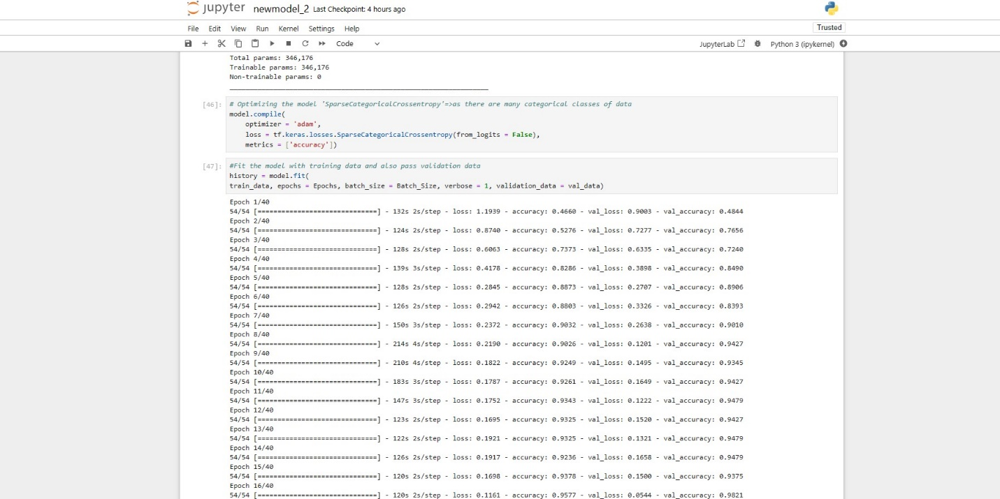 jupyter newmodel_2 Last Checkpoint: 4 hours ago
File Edit View Run Kernel Settings Help
Trusted
Code
JupyterLab Python 3 (ipykernel)
Total params: 346,176
Trainable params: 346,176
Non-trainable params: 0
[46]: # Optimizing the model 'SparseCategoricalCrossentropy'=>as there are many categorical classes of data
model.compile(
    optimizer = 'adam',
    loss = tf.keras.losses.SparseCategoricalCrossentropy(from_logits = False),
    metrics = ['accuracy'])
[47]: #Fit the model with training data and also pass validation data
history = model.fit(
train_data, epochs = Epochs, batch_size = Batch_Size, verbose = 1, validation_data = val_data)
Epoch 1/40
54/54 [==============================] - 132s 2s/step - loss: 1.1939 - accuracy: 0.4660 - val_loss: 0.9003 - val_accuracy: 0.4844
Epoch 2/40
54/54 [==============================] - 124s 2s/step - loss: 0.8740 - accuracy: 0.5276 - val_loss: 0.7277 - val_accuracy: 0.7656
Epoch 3/40
54/54 [==============================] - 128s 2s/step - loss: 0.6063 - accuracy: 0.7373 - val_loss: 0.6335 - val_accuracy: 0.7240
Epoch 4/40
54/54 [==============================] - 139s 3s/step - loss: 0.4178 - accuracy: 0.8286 - val_loss: 0.3898 - val_accuracy: 0.8490
Epoch 5/40
54/54 [==============================] - 128s 2s/step - loss: 0.2845 - accuracy: 0.8873 - val_loss: 0.2707 - val_accuracy: 0.8906
Epoch 6/40
54/54 [==============================] - 126s 2s/step - loss: 0.2942 - accuracy: 0.8803 - val_loss: 0.3326 - val_accuracy: 0.8393
Epoch 7/40
54/54 [==============================] - 150s 3s/step - loss: 0.2372 - accuracy: 0.9032 - val_loss: 0.2638 - val_accuracy: 0.9010
Epoch 8/40
54/54 [==============================] - 214s 4s/step - loss: 0.2190 - accuracy: 0.9026 - val_loss: 0.1201 - val_accuracy: 0.9427
Epoch 9/40
54/54 [==============================] - 210s 4s/step - loss: 0.1822 - accuracy: 0.9249 - val_loss: 0.1495 - val_accuracy: 0.9345
Epoch 10/40
54/54 [==============================] - 183s 3s/step - loss: 0.1787 - accuracy: 0.9261 - val_loss: 0.1649 - val_accuracy: 0.9427
Epoch 11/40
54/54 [==============================] - 147s 3s/step - loss: 0.1752 - accuracy: 0.9343 - val_loss: 0.1222 - val_accuracy: 0.9479
Epoch 12/40
54/54 [==============================] - 123s 2s/step - loss: 0.1695 - accuracy: 0.9325 - val_loss: 0.1520 - val_accuracy: 0.9427
Epoch 13/40
54/54 [==============================] - 122s 2s/step - loss: 0.1921 - accuracy: 0.9325 - val_loss: 0.1321 - val_accuracy: 0.9479
Epoch 14/40
54/54 [==============================] - 126s 2s/step - loss: 0.1917 - accuracy: 0.9236 - val_loss: 0.1658 - val_accuracy: 0.9479
Epoch 15/40
54/54 [==============================] - 120s 2s/step - loss: 0.1698 - accuracy: 0.9378 - val_loss: 0.1500 - val_accuracy: 0.9375
Epoch 16/40
54/54 [==============================] - 120s 2s/step - loss: 0.1161 - accuracy: 0.9577 - val_loss: 0.0544 - val_accuracy: 0.9821